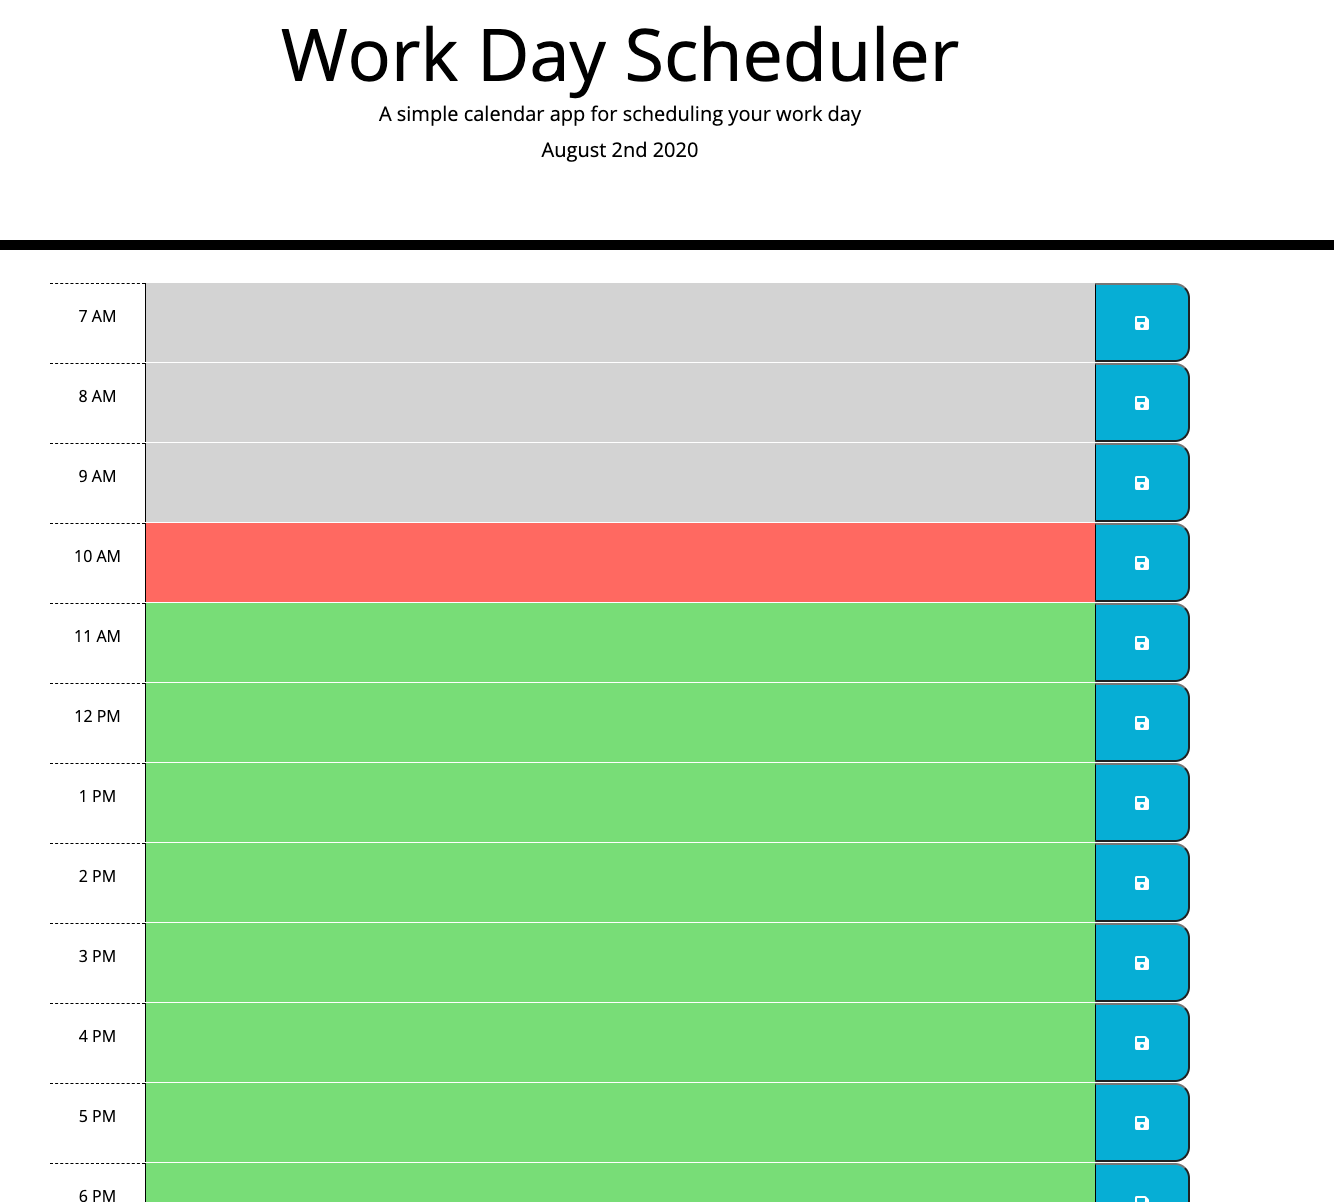 Work Day Scheduler
A simple calendar app for scheduling your work day
August 2nd 2020
7 AM
8 AM
9 AM
10 AM
11 AM
12 PM
1 PM
2 PM
3 PM
4 PM
5 PM
6 PM